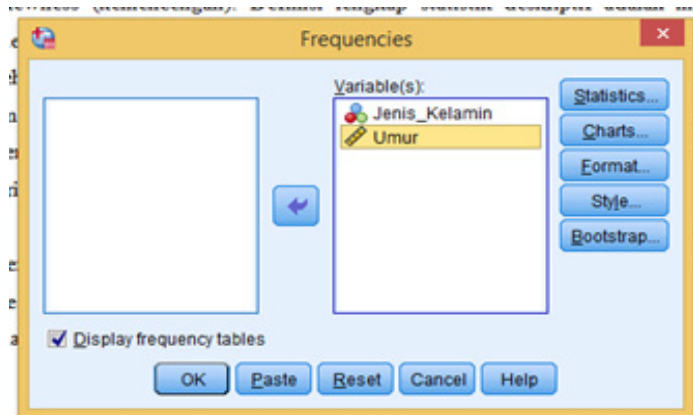 Frequencies
Variable(s):
Jenis_Kelamin
Umur
Statistics...
Charts...
Format...
Style...
Bootstrap...
Display frequency tables
OK Paste Reset Cancel Help